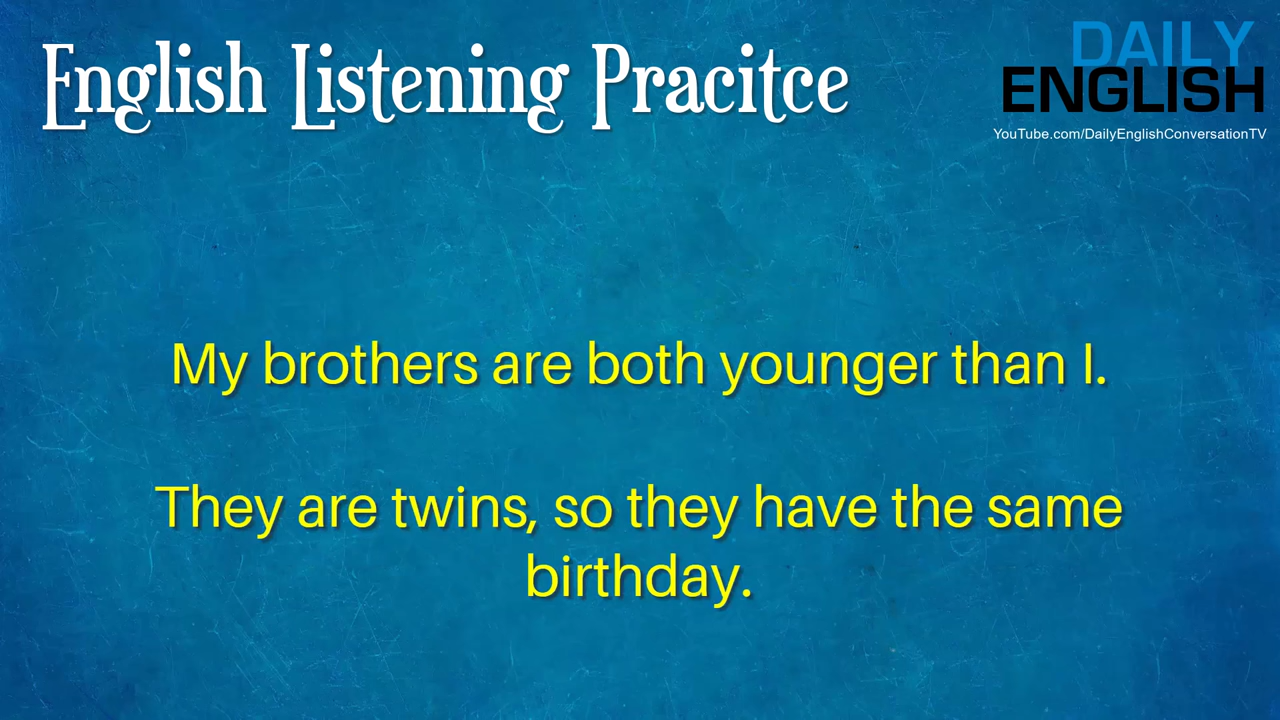 English Listening Pracitce
DAILY
ENGLISH
YouTube.com/DailyEnglishConversationTV
My brothers are both younger than I.
They are twins, so they have the same
birthday.